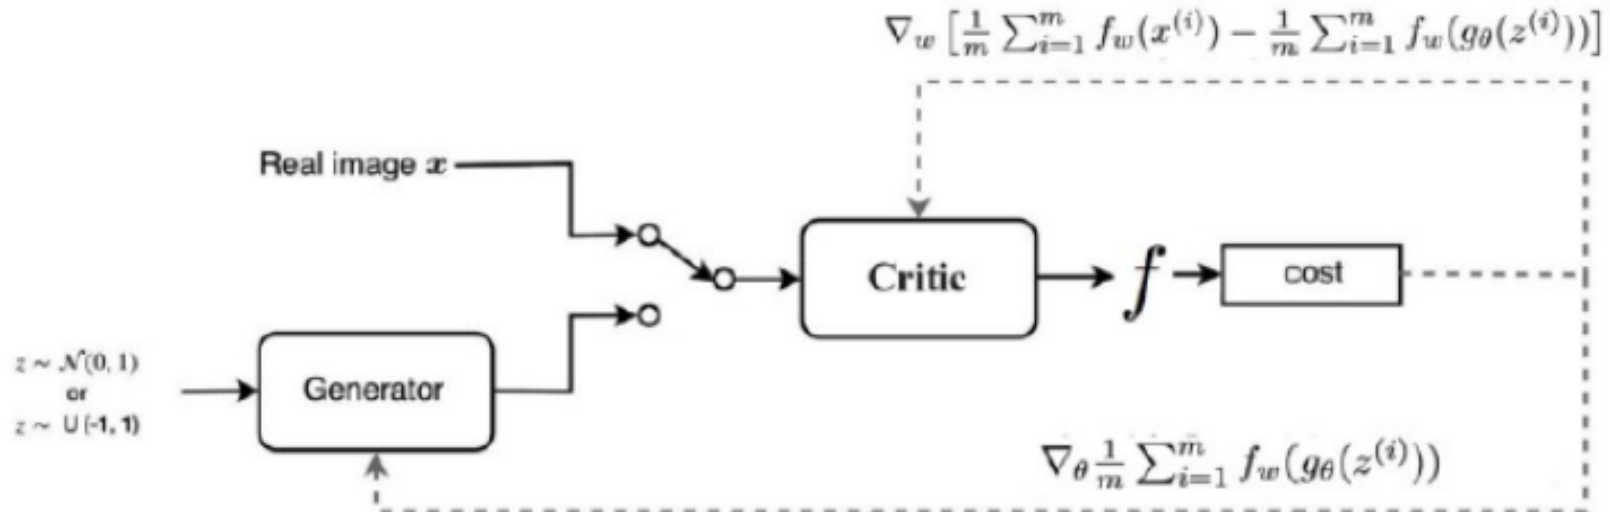 ∇_w [1/m ∑_{i=1}^m f_w(x^{(i)}) − 1/m ∑_{i=1}^m f_w(g_θ(z^{(i)}))]
Real image x
Critic
f
cost
z ~ 𝒩(0, 1)
or
z ~ U(-1, 1)
Generator
∇_θ 1/m ∑_{i=1}^m f_w(g_θ(z^{(i)}))